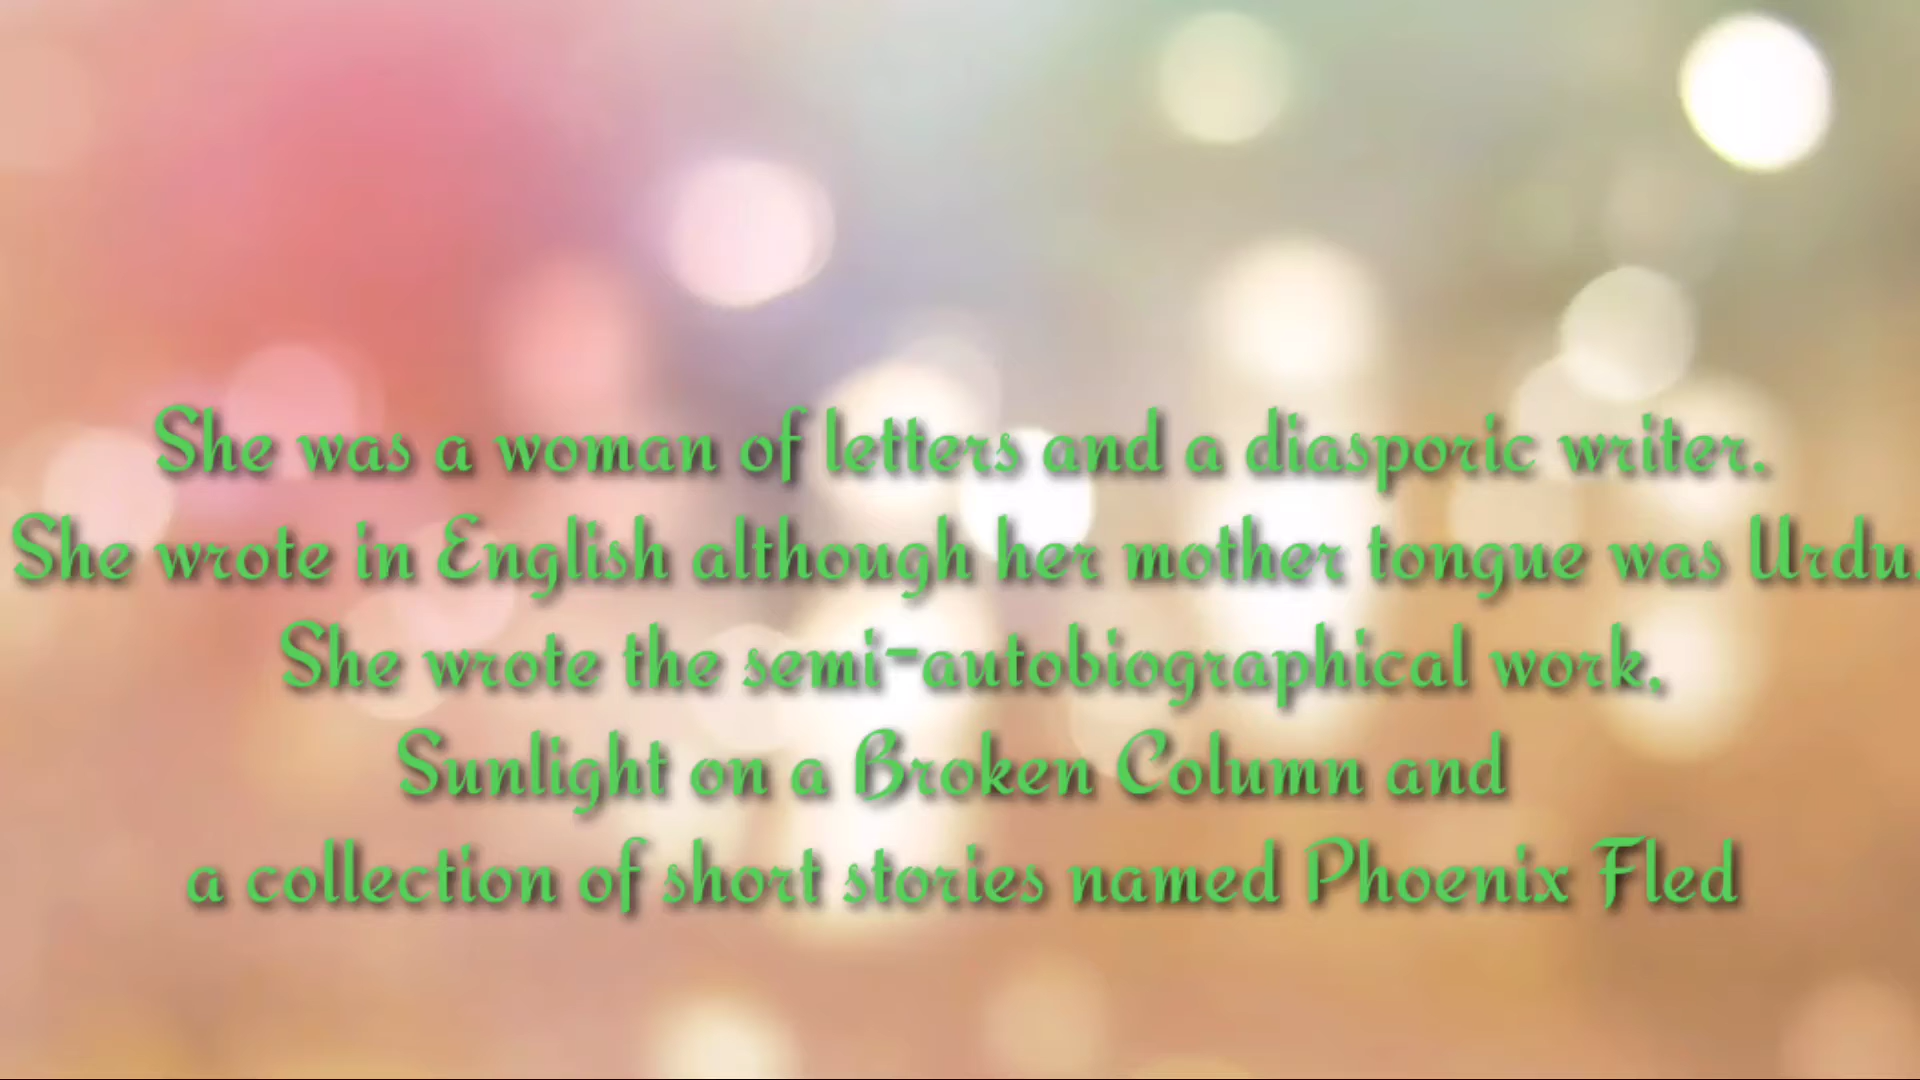 She was a woman of letters and a diasporic writer.
She wrote in English although her mother tongue was Urdu.
She wrote the semi-autobiographical work,
Sunlight on a Broken Column and
a collection of short stories named Phoenix Fled